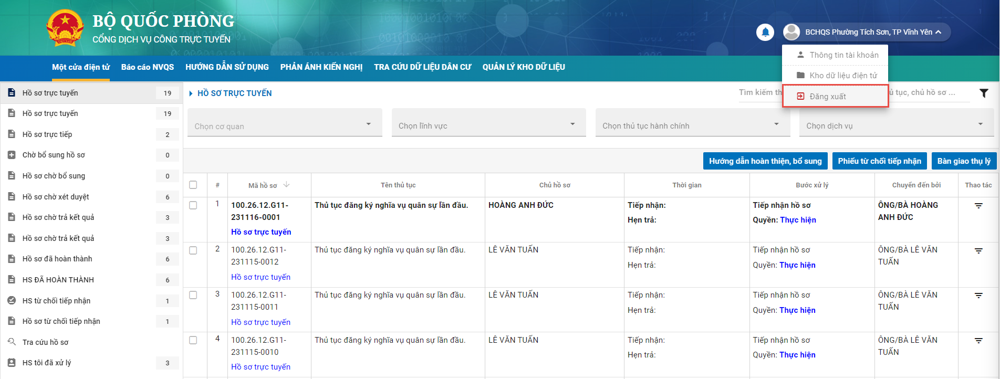 BỘ QUỐC PHÒNG
CỔNG DỊCH VỤ CÔNG TRỰC TUYẾN
BCHQS Phường Tích Sơn, TP Vĩnh Yên
Thông tin tài khoản
Kho dữ liệu điện tử
Đăng xuất
Một cửa điện tử
Báo cáo NVQS
HƯỚNG DẪN SỬ DỤNG
PHẢN ÁNH KIẾN NGHỊ
TRA CỨU DỮ LIỆU DÂN CƯ
QUẢN LÝ KHO DỮ LIỆU
Hồ sơ trực tuyến 19
Hồ sơ trực tuyến 19
Hồ sơ trực tiếp 2
Chờ bổ sung hồ sơ 0
Hồ sơ chờ bổ sung 0
Hồ sơ chờ xét duyệt 6
Hồ sơ chờ trả kết quả 3
Hồ sơ chờ trả kết quả 3
Hồ sơ đã hoàn thành 6
HS ĐÃ HOÀN THÀNH 6
HS từ chối tiếp nhận 1
Hồ sơ từ chối tiếp nhận 1
Tra cứu hồ sơ
HS tôi đã xử lý 3
HỒ SƠ TRỰC TUYẾN
Tìm kiếm th tục, chủ hồ sơ ...
Chọn cơ quan
Chọn lĩnh vực
Chọn thủ tục hành chính
Chọn dịch vụ
Hướng dẫn hoàn thiện, bổ sung
Phiếu từ chối tiếp nhận
Bàn giao thụ lý
# Mã hồ sơ Tên thủ tục Chủ hồ sơ Thời gian Bước xử lý Chuyển đến bởi Thao tác
1 100.26.12.G11- Thủ tục đăng ký nghĩa vụ quân sự lần đầu. HOÀNG ANH ĐỨC Tiếp nhận: Tiếp nhận hồ sơ ÔNG/BÀ HOÀNG
231116-0001 Hẹn trả: Quyền: Thực hiện ANH ĐỨC
Hồ sơ trực tuyến
2 100.26.12.G11- Thủ tục đăng ký nghĩa vụ quân sự lần đầu. LÊ VĂN TUẤN Tiếp nhận: Tiếp nhận hồ sơ ÔNG/BÀ LÊ VĂN
231115-0012 Hẹn trả: Quyền: Thực hiện TUẤN
Hồ sơ trực tuyến
3 100.26.12.G11- Thủ tục đăng ký nghĩa vụ quân sự lần đầu. LÊ VĂN TUẤN Tiếp nhận: Tiếp nhận hồ sơ ÔNG/BÀ LÊ VĂN
231115-0011 Hẹn trả: Quyền: Thực hiện TUẤN
Hồ sơ trực tuyến
4 100.26.12.G11- Thủ tục đăng ký nghĩa vụ quân sự lần đầu. LÊ VĂN TUẤN Tiếp nhận: Tiếp nhận hồ sơ ÔNG/BÀ LÊ VĂN
231115-0010 Hẹn trả: Quyền: Thực hiện TUẤN
Hồ sơ trực tuyến